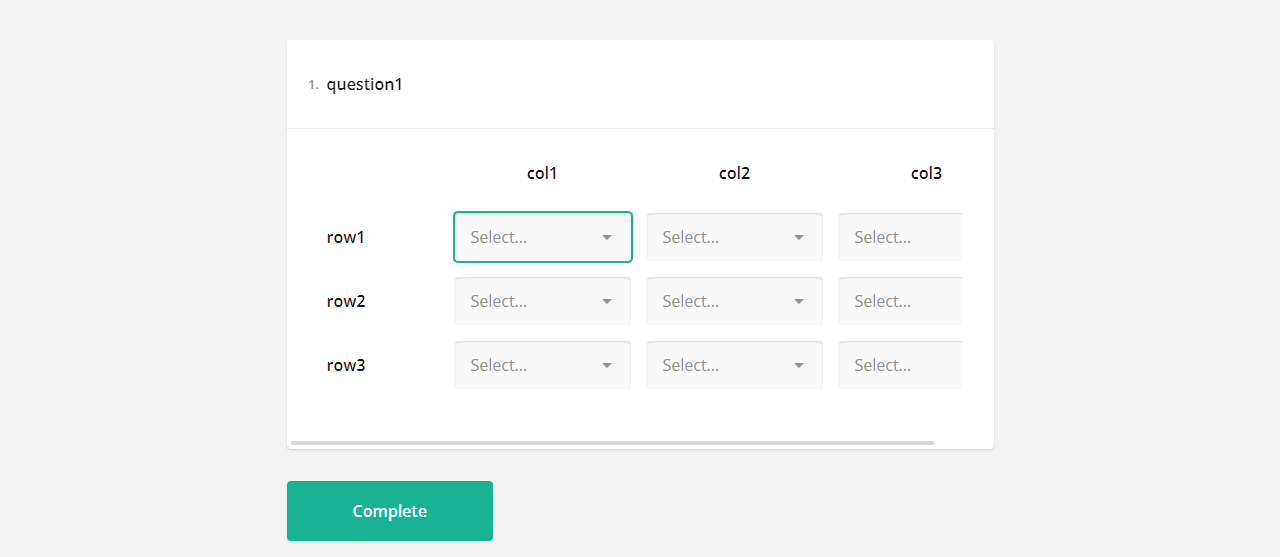 1. question1
col1 col2 col3
row1 Select... Select... Select...
row2 Select... Select... Select...
row3 Select... Select... Select...
Complete